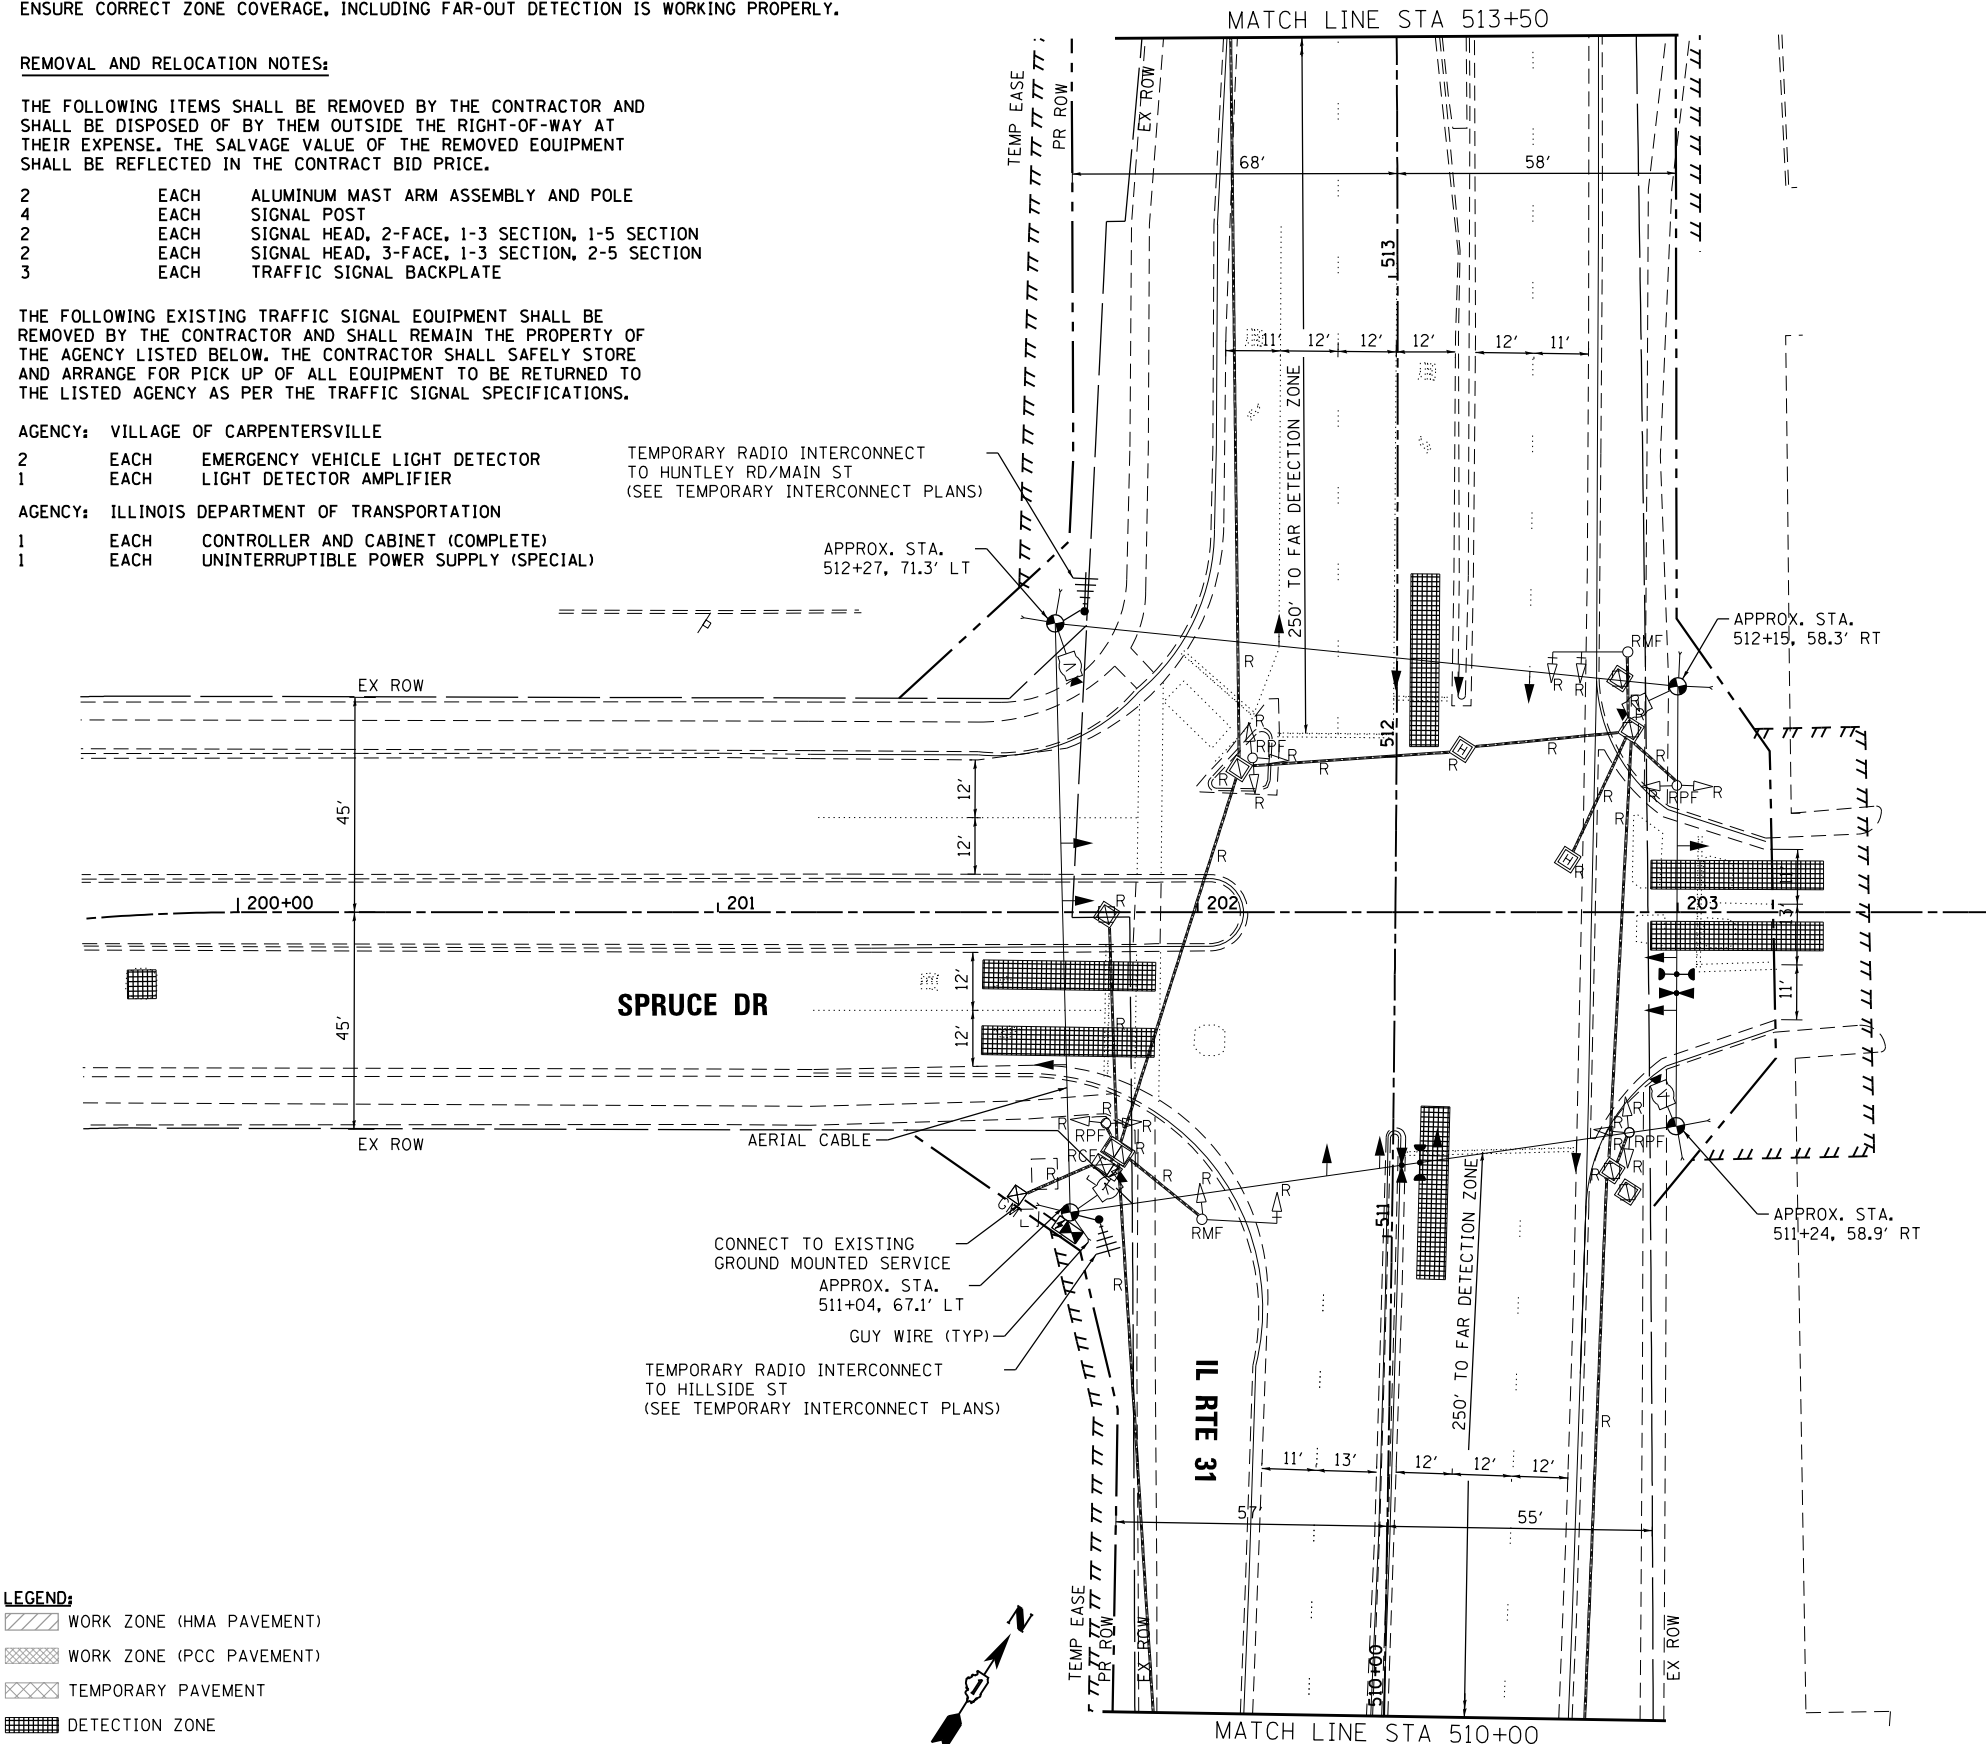 ENSURE CORRECT ZONE COVERAGE, INCLUDING FAR-OUT DETECTION IS WORKING PROPERLY.
REMOVAL AND RELOCATION NOTES:
THE FOLLOWING ITEMS SHALL BE REMOVED BY THE CONTRACTOR AND
SHALL BE DISPOSED OF BY THEM OUTSIDE THE RIGHT-OF-WAY AT
THEIR EXPENSE. THE SALVAGE VALUE OF THE REMOVED EQUIPMENT
SHALL BE REFLECTED IN THE CONTRACT BID PRICE.
2 EACH ALUMINUM MAST ARM ASSEMBLY AND POLE
4 EACH SIGNAL POST
2 EACH SIGNAL HEAD, 2-FACE, 1-3 SECTION, 1-5 SECTION
2 EACH SIGNAL HEAD, 3-FACE, 1-3 SECTION, 2-5 SECTION
3 EACH TRAFFIC SIGNAL BACKPLATE
THE FOLLOWING EXISTING TRAFFIC SIGNAL EQUIPMENT SHALL BE
REMOVED BY THE CONTRACTOR AND SHALL REMAIN THE PROPERTY OF
THE AGENCY LISTED BELOW. THE CONTRACTOR SHALL SAFELY STORE
AND ARRANGE FOR PICK UP OF ALL EQUIPMENT TO BE RETURNED TO
THE LISTED AGENCY AS PER THE TRAFFIC SIGNAL SPECIFICATIONS.
AGENCY: VILLAGE OF CARPENTERSVILLE
2 EACH EMERGENCY VEHICLE LIGHT DETECTOR
1 EACH LIGHT DETECTOR AMPLIFIER
AGENCY: ILLINOIS DEPARTMENT OF TRANSPORTATION
1 EACH CONTROLLER AND CABINET (COMPLETE)
1 EACH UNINTERRUPTIBLE POWER SUPPLY (SPECIAL)
MATCH LINE STA 513+50
TEMP EASE
PR ROW
EX ROW
68'
58'
513
11'
12'
12'
12'
12'
11'
250' TO FAR DETECTION ZONE
TEMPORARY RADIO INTERCONNECT
TO HUNTLEY RD/MAIN ST
(SEE TEMPORARY INTERCONNECT PLANS)
APPROX. STA.
512+27, 71.3' LT
APPROX. STA.
512+15, 58.3' RT
RMF
R
R
R
R
512
EX ROW
45'
12'
12'
R
RPF
R
R
R
R
R
R
R
R
RPF
R
R
R
R
R
H
H
200+00
201
202
203
R
3'
11'
SPRUCE DR
45'
12'
12'
R
EX ROW
AERIAL CABLE
R
R
RPF
R
R
RCF
R
R
R
R
RMF
R
R
RPF
R
R
511
CONNECT TO EXISTING
GROUND MOUNTED SERVICE
APPROX. STA.
511+04, 67.1' LT
GUY WIRE (TYP)
TEMPORARY RADIO INTERCONNECT
TO HILLSIDE ST
(SEE TEMPORARY INTERCONNECT PLANS)
R
APPROX. STA.
511+24, 58.9' RT
250' TO FAR DETECTION ZONE
IL RTE 31
R
11'
13'
12'
12'
12'
57'
55'
TEMP EASE
PR ROW
EX ROW
510+00
EX ROW
MATCH LINE STA 510+00
N
LEGEND:
WORK ZONE (HMA PAVEMENT)
WORK ZONE (PCC PAVEMENT)
TEMPORARY PAVEMENT
DETECTION ZONE